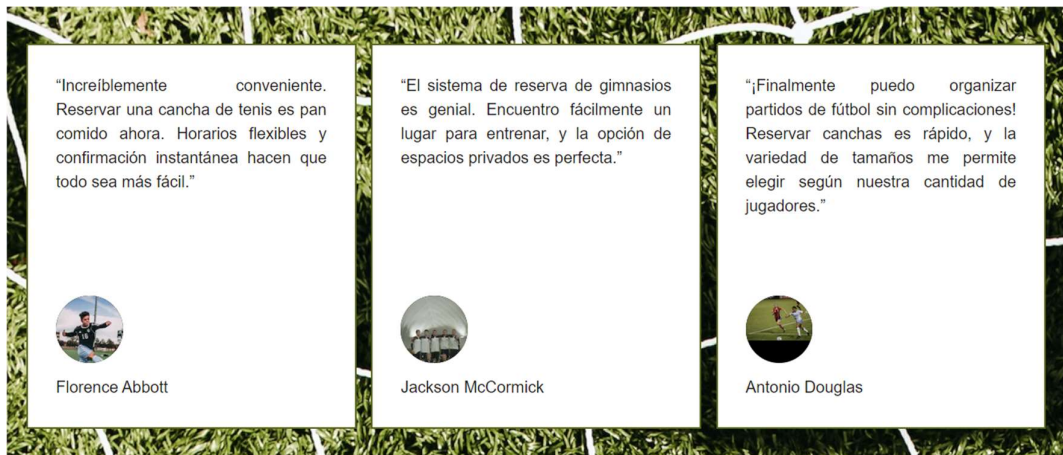 “Increíblemente conveniente.
Reservar una cancha de tenis es pan
comido ahora. Horarios flexibles y
confirmación instantánea hacen que
todo sea más fácil.”
Florence Abbott
“El sistema de reserva de gimnasios
es genial. Encuentro fácilmente un
lugar para entrenar, y la opción de
espacios privados es perfecta.”
Jackson McCormick
“¡Finalmente puedo organizar
partidos de fútbol sin complicaciones!
Reservar canchas es rápido, y la
variedad de tamaños me permite
elegir según nuestra cantidad de
jugadores.”
Antonio Douglas